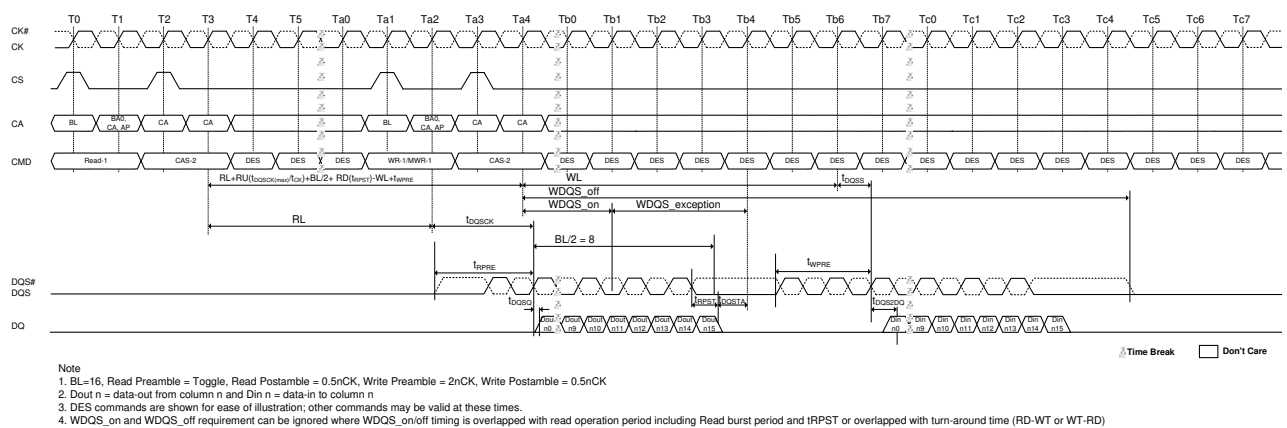 T0 T1 T2 T3 T4 T5 Ta0 Ta1 Ta2 Ta3 Ta4 Tb0 Tb1 Tb2 Tb3 Tb4 Tb5 Tb6 Tb7 Tc0 Tc1 Tc2 Tc3 Tc4 Tc5 Tc6 Tc7
CK#
CK
CS
CA BL BA0, CA, AP CA CA BL BA0, CA, AP CA CA
CMD Read-1 CAS-2 DES DES DES WR-1/MWR-1 CAS-2 DES DES DES DES DES DES DES DES DES DES DES DES DES DES DES DES
RL+RU(tDQSCK(max)/tCK)+BL/2+ RD(tRPST)-WL+tWPRE WL tDQSS
WDQS_off
WDQS_on WDQS_exception
RL tDQSCK
BL/2 = 8
tRPRE tWPRE
DQS#
DQS
tDQSQ tRPST tDQSTA tDQS2DQ
DQ Dout n0 Dout n9 Dout n10 Dout n11 Dout n12 Dout n13 Dout n14 Dout n15 Din n0 Din n9 Din n10 Din n11 Din n12 Din n13 Din n14 Din n15
Time Break Don't Care
Note
1. BL=16, Read Preamble = Toggle, Read Postamble = 0.5nCK, Write Preamble = 2nCK, Write Postamble = 0.5nCK
2. Dout n = data-out from column n and Din n = data-in to column n
3. DES commands are shown for ease of illustration; other commands may be valid at these times.
4. WDQS_on and WDQS_off requirement can be ignored where WDQS_on/off timing is overlapped with read operation period including Read burst period and tRPST or overlapped with turn-around time (RD-WT or WT-RD)